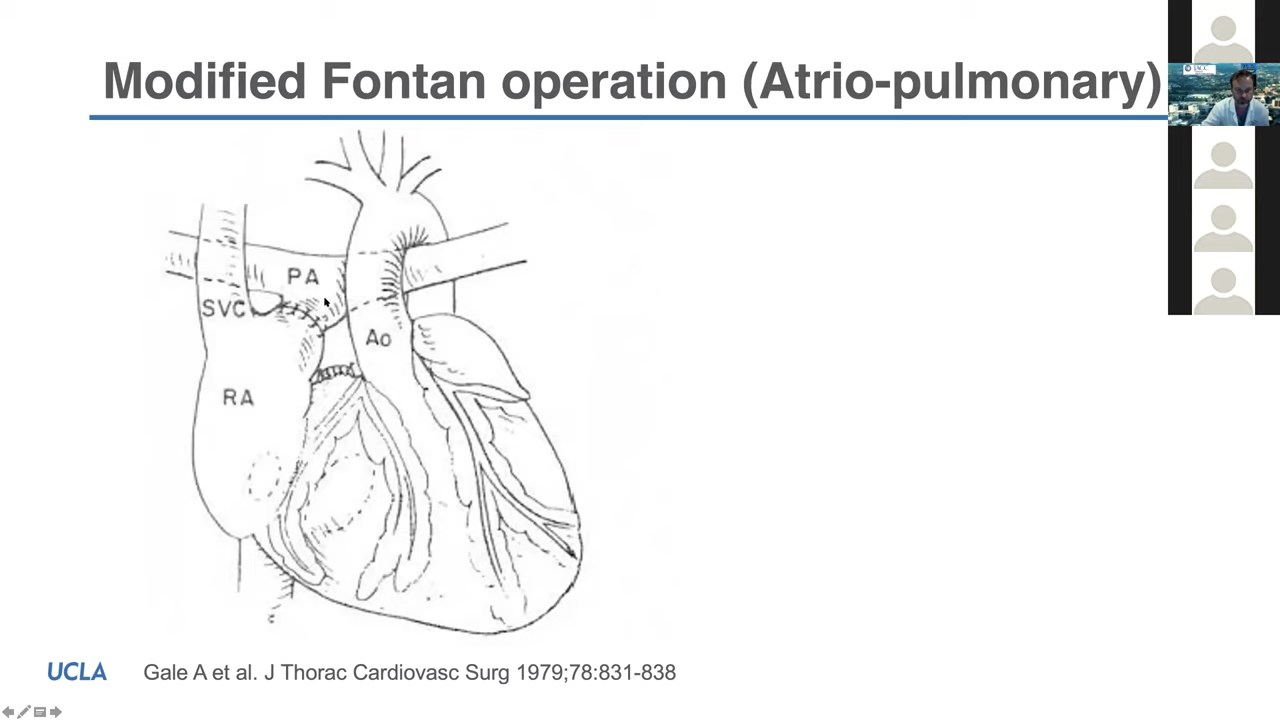 Modified Fontan operation (Atrio-pulmonary)
PA
SVC
Ao
RA
UCLA
Gale A et al. J Thorac Cardiovasc Surg 1979;78:831-838